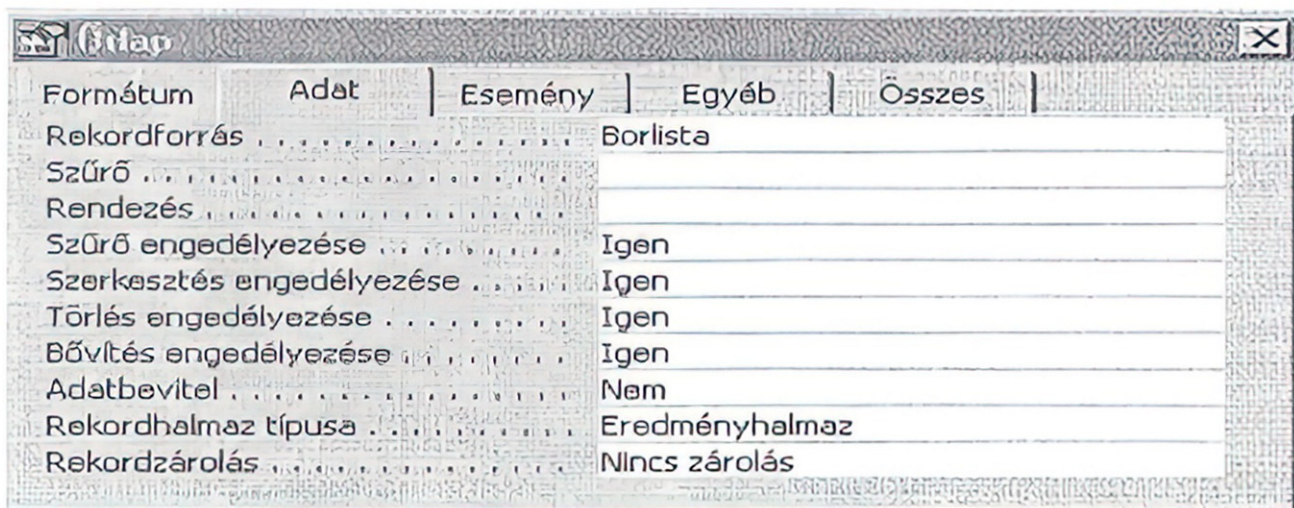 Űrlap
Formátum Adat Esemény Egyéb Összes
Rekordforrás Borlista
Szűrő
Rendezés
Szűrő engedélyezése Igen
Szerkesztés engedélyezése Igen
Törlés engedélyezése Igen
Bővítés engedélyezése Igen
Adatbevitel Nem
Rekordhalmaz típusa Eredményhalmaz
Rekordzárolás Nincs zárolás